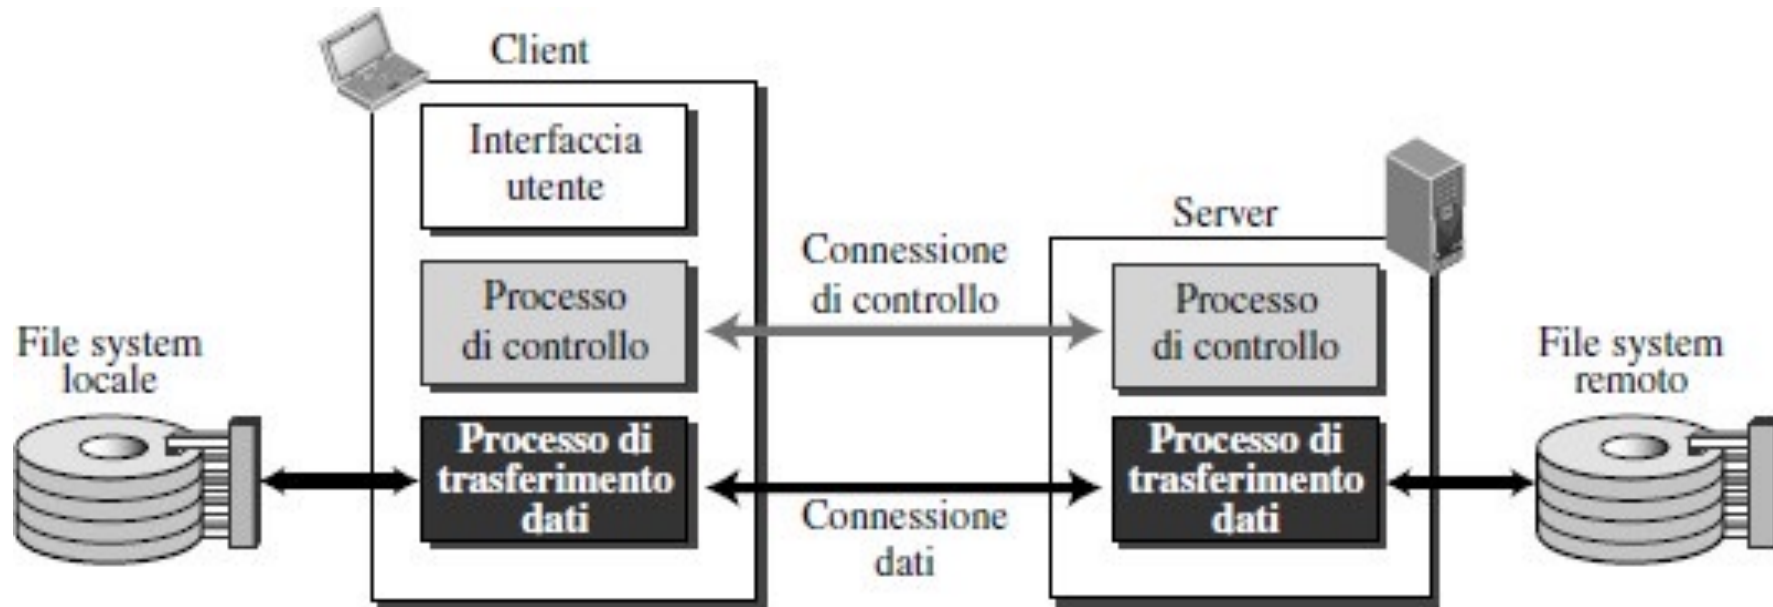 Client
Interfaccia
utente
Server
Connessione
di controllo
Processo
di controllo
Processo
di controllo
File system
locale
File system
remoto
Processo di
trasferimento
dati
Processo di
trasferimento
dati
Connessione
dati